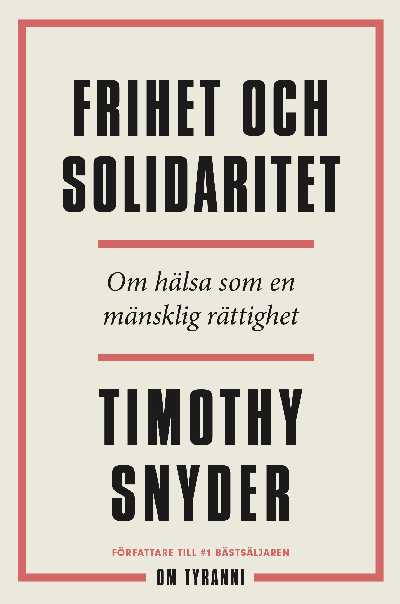 FRIHET OCH
SOLIDARITET
Om hälsa som en
mänsklig rättighet
TIMOTHY
SNYDER
FÖRFATTARE TILL #1 BÄSTSÄLJAREN
OM TYRANNI